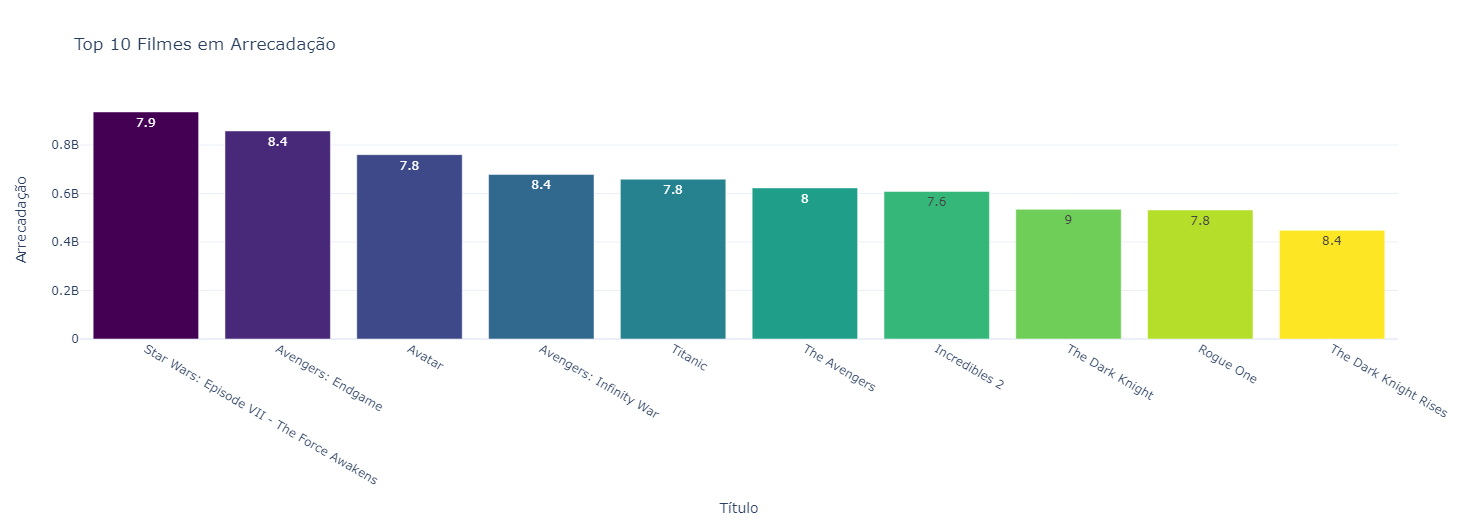 Top 10 Filmes em Arrecadação
Arrecadação
0.8B
0.6B
0.4B
0.2B
0
7.9
8.4
7.8
8.4
7.8
8
7.6
9
7.8
8.4
Star Wars: Episode VII - The Force Awakens
Avengers: Endgame
Avatar
Avengers: Infinity War
Titanic
The Avengers
Incredibles 2
The Dark Knight
Rogue One
The Dark Knight Rises
Título